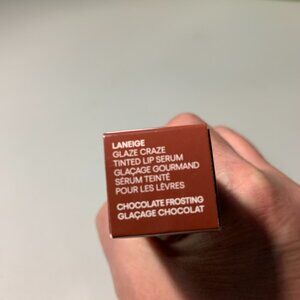 LANEIGE
GLAZE CRAZE
TINTED LIP SERUM
GLAÇAGE GOURMAND
SÉRUM TEINTÉ
POUR LES LÈVRES
CHOCOLATE FROSTING
GLAÇAGE CHOCOLAT